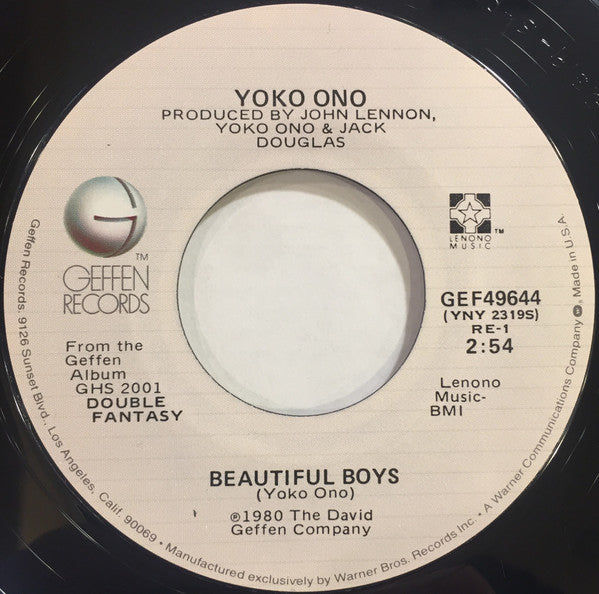 YOKO ONO
PRODUCED BY JOHN LENNON,
YOKO ONO & JACK
DOUGLAS
G
TM
GEFFEN
RECORDS
LENONO
MUSIC
TM
GEF49644
(YNY 2319S)
RE-1
2:54
From the
Geffen
Album
GHS 2001
DOUBLE
FANTASY
Lenono
Music-
BMI
BEAUTIFUL BOYS
(Yoko Ono)
℗1980 The David
Geffen Company
Geffen Records, 9126 Sunset Blvd., Los Angeles, Calif. 90069 • Manufactured exclusively by Warner Bros. Records Inc. • A Warner Communications Company Made in U.S.A.